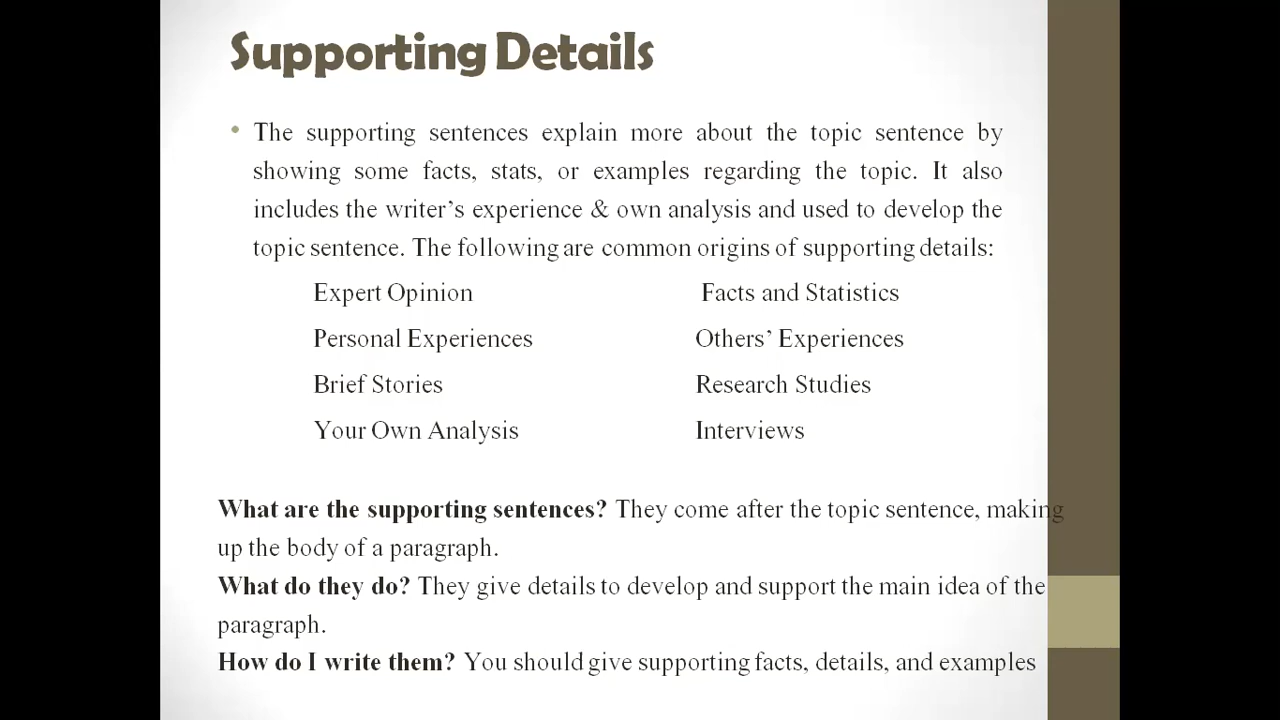 Supporting Details
• The supporting sentences explain more about the topic sentence by
showing some facts, stats, or examples regarding the topic. It also
includes the writer’s experience & own analysis and used to develop the
topic sentence. The following are common origins of supporting details:
Expert Opinion Facts and Statistics
Personal Experiences Others’ Experiences
Brief Stories Research Studies
Your Own Analysis Interviews
What are the supporting sentences? They come after the topic sentence, making
up the body of a paragraph.
What do they do? They give details to develop and support the main idea of the
paragraph.
How do I write them? You should give supporting facts, details, and examples